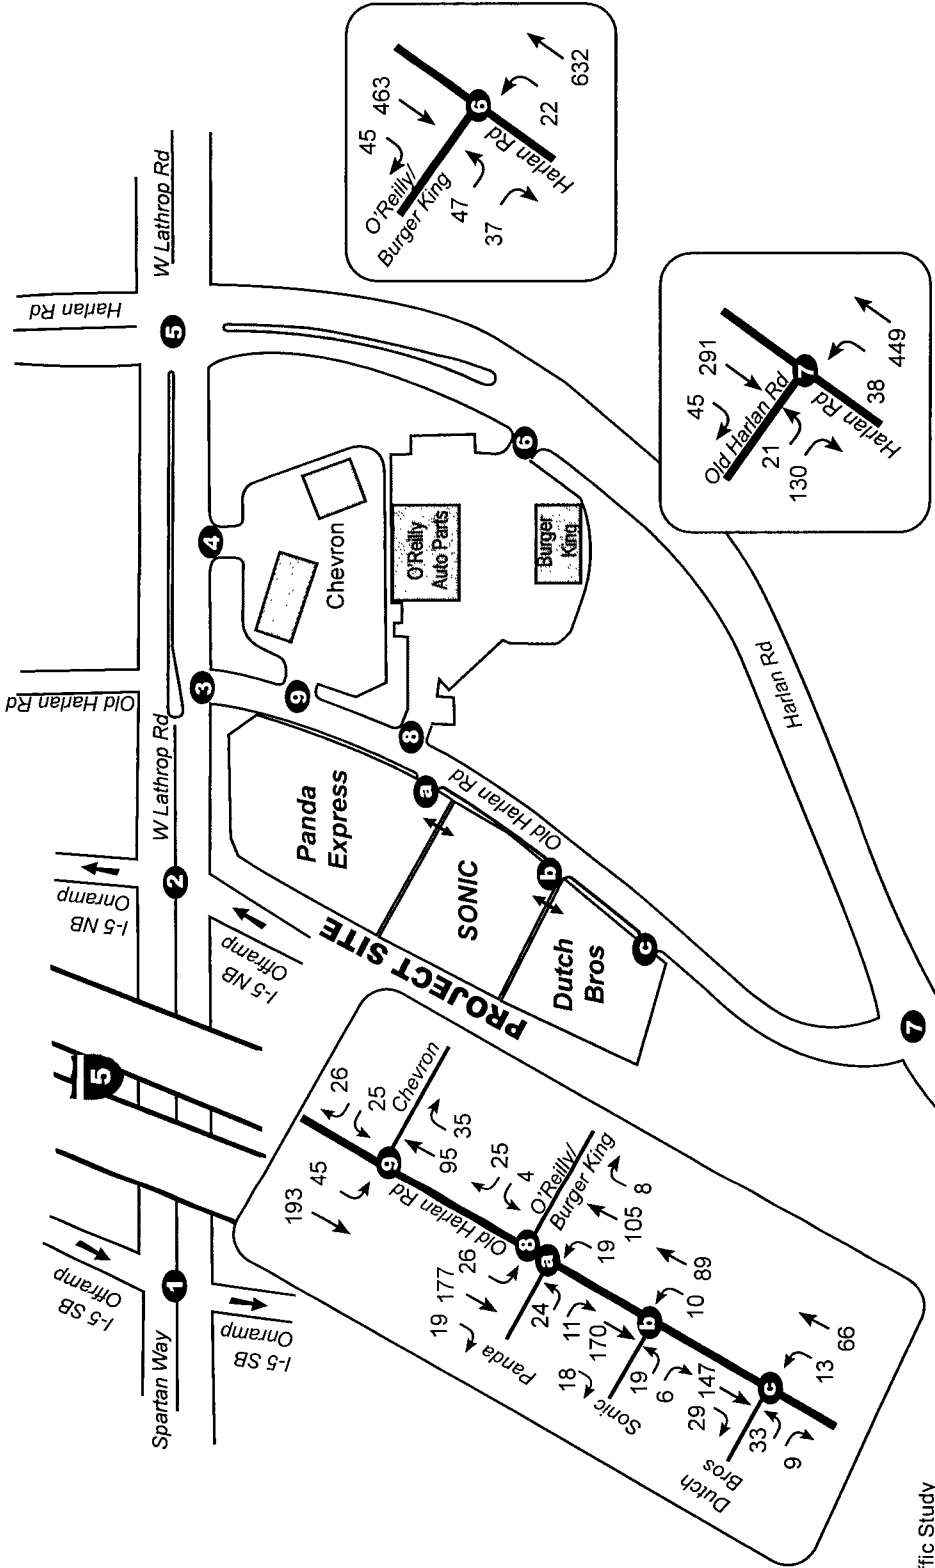 Spartan Way
I-5 SB
Offramp
I-5 SB
Onramp
1
5
I-5 NB
Onramp
I-5 NB
Offramp
2
W Lathrop Rd
Old Harlan Rd
3
4
Harlan Rd
5
W Lathrop Rd
PROJECT SITE
Panda
Express
SONIC
Dutch
Bros
a
b
c
Old Harlan Rd
9
8
Chevron
O'Reilly
Auto Parts
Burger
King
6
Harlan Rd
7
45
463
O'Reilly/
Burger King
6
47
37
Harlan Rd
22
632
45
291
Old Harlan Rd
7
21
130
Harlan Rd
38
449
193
45
26
25
Chevron
9
95
35
Old Harlan Rd
25
4
O'Reilly/
Burger King
8
19
177
26
a
Panda
24
19
105
8
11
170
18
b
Sonic
19
6
10
89
29
147
c
Dutch
Bros
33
9
13
66
ffic Study